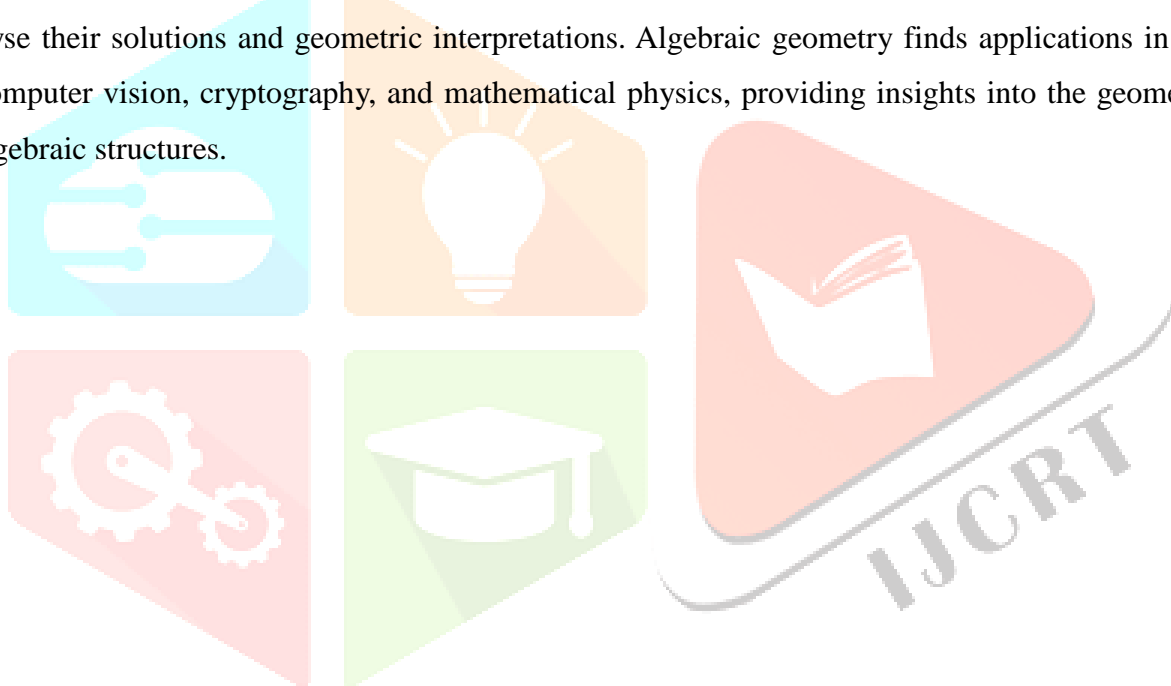 yse their solutions and geometric interpretations. Algebraic geometry finds applications in
omputer vision, cryptography, and mathematical physics, providing insights into the geome
gebraic structures.
IJCRT